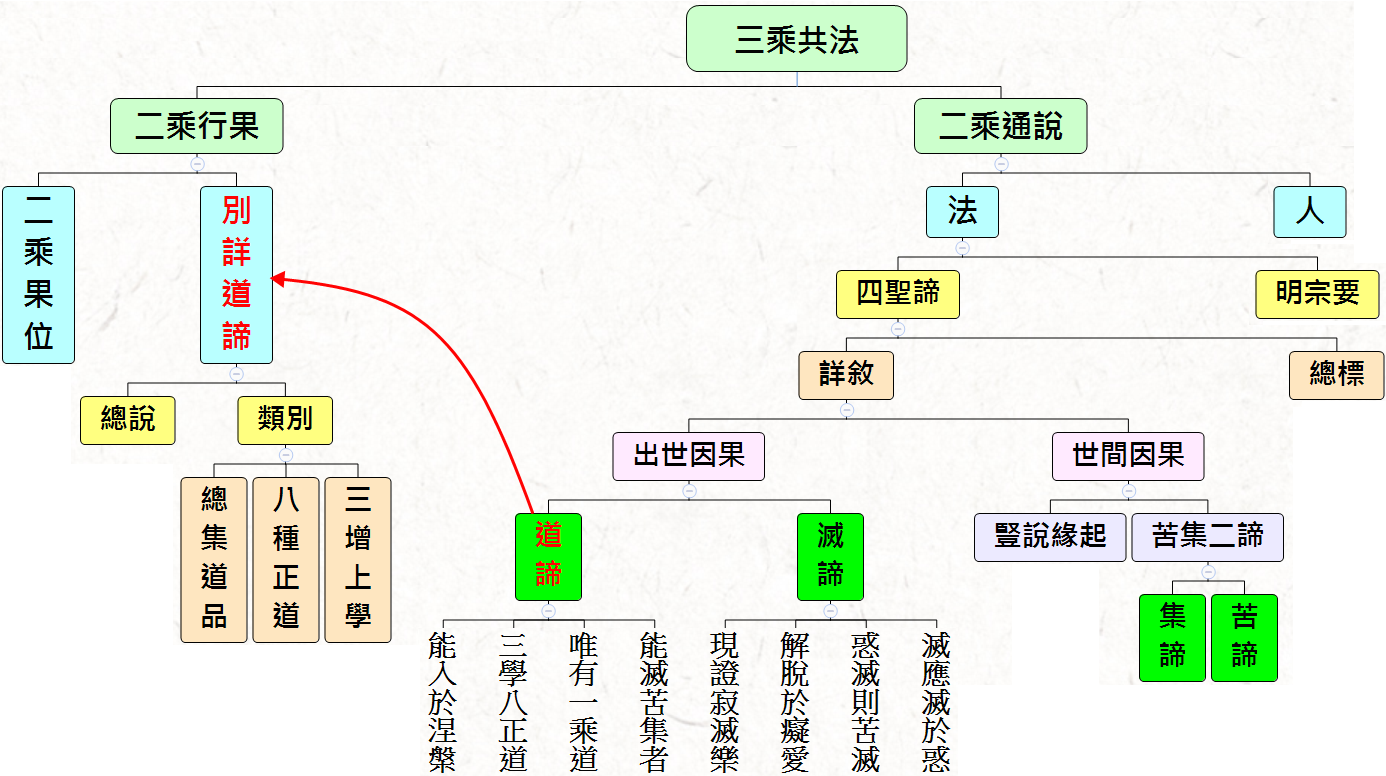 三乘共法
二乘行果
二乘通說
二乘果位
別詳道諦
法
人
四聖諦
明宗要
詳敘
總標
總說
類別
出世因果
世間因果
總集道品
八種正道
三增上學
道諦
滅諦
豎說緣起
苦集二諦
集諦
苦諦
能入於涅槃
三學八正道
唯有一乘道
能滅苦集者
現證寂滅樂
解脫於癡愛
惑滅則苦滅
滅應滅於惑